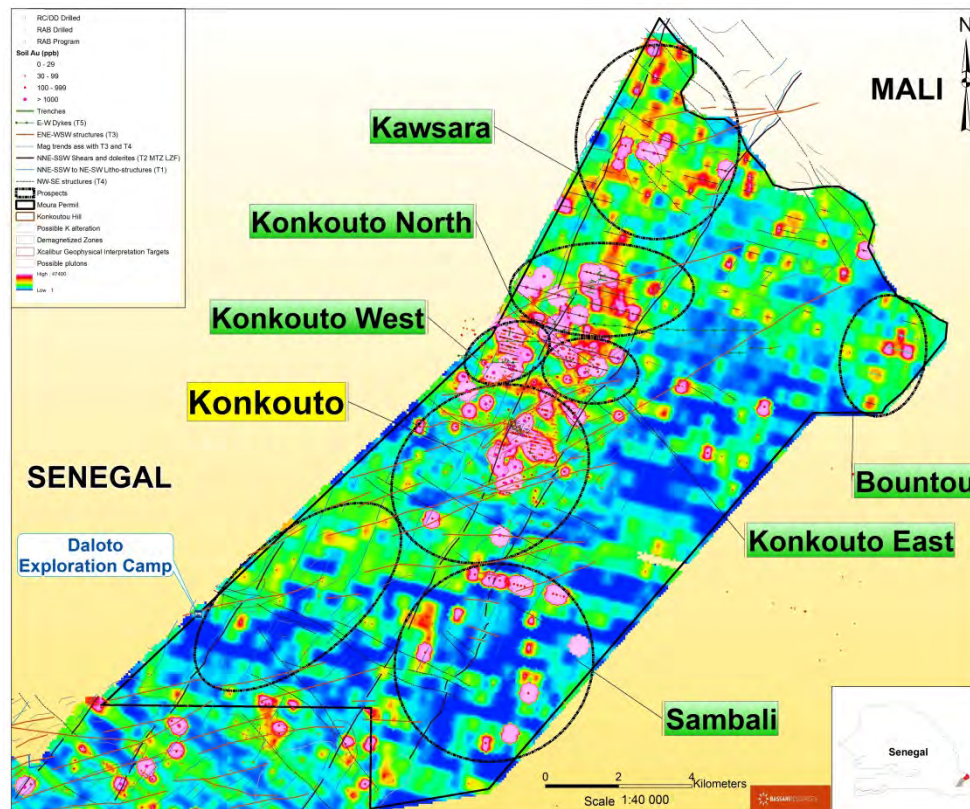 RC/DD Drilled
RAB Drilled
RAB Program
Soil Au (ppb)
0 - 29
30 - 99
100 - 999
> 1000
Trenches
E-W Dykes (T5)
ENE-WSW structures (T3)
Mag trends ass with T3 and T4
NNE-SSW Shears and dolerites (T2 MTZ LZF)
NNE-SSW to NE-SW Litho-structures (T1)
NW-SE structures (T4)
Prospects
Moura Permit
Konkoutou Hill
Possible K alteration
Demagnetized Zones
Xcalibur Geophysical Interpretation Targets
Possible plutons
High : 47400
Low : 1
N
MALI
Kawsara
Konkouto North
Konkouto West
Konkouto
SENEGAL
Bountou
Konkouto East
Daloto
Exploration Camp
Sambali
0 2 4
Kilometers
Scale 1:40 000
Senegal
BASSARI RESOURCES